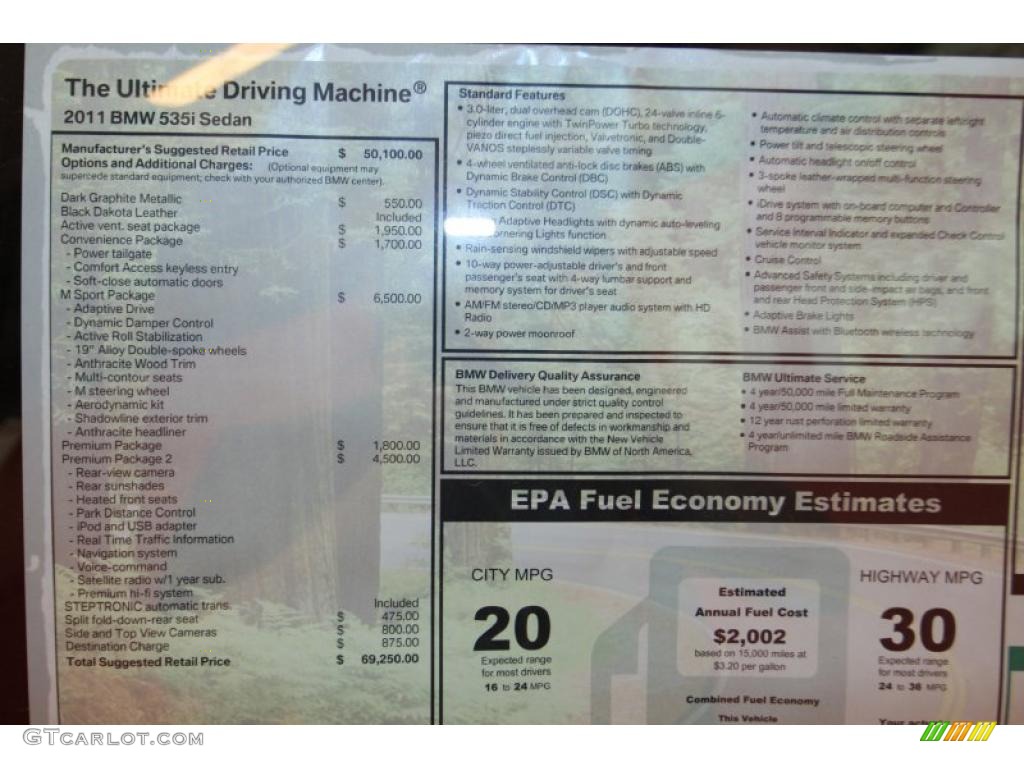 The Ultimate Driving Machine®
2011 BMW 535i Sedan
Manufacturer's Suggested Retail Price $ 50,100.00
Options and Additional Charges: (Optional equipment may
supercede standard equipment; check with your authorized BMW center).
Dark Graphite Metallic $ 550.00
Black Dakota Leather Included
Active vent. seat package $ 1,950.00
Convenience Package $ 1,700.00
- Power tailgate
- Comfort Access keyless entry
- Soft-close automatic doors
M Sport Package $ 6,500.00
- Adaptive Drive
- Dynamic Damper Control
- Active Roll Stabilization
- 19" Alloy Double-spoke wheels
- Anthracite Wood Trim
- Multi-contour seats
- M steering wheel
- Aerodynamic kit
- Shadowline exterior trim
- Anthracite headliner
Premium Package $ 1,800.00
Premium Package 2 $ 4,500.00
- Rear-view camera
- Rear sunshades
- Heated front seats
- Park Distance Control
- iPod and USB adapter
- Real Time Traffic Information
- Navigation system
- Voice-command
- Satellite radio w/1 year sub.
- Premium hi-fi system
STEPTRONIC automatic trans. Included
Split fold-down-rear seat $ 475.00
Side and Top View Cameras $ 800.00
Destination Charge $ 875.00
Total Suggested Retail Price $ 69,250.00
Standard Features
• 3.0-liter, dual overhead cam (DOHC), 24-valve inline 6-
cylinder engine with TwinPower Turbo technology,
piezo direct fuel injection, Valvetronic, and Double-
VANOS steplessly variable valve timing
• 4-wheel ventilated anti-lock disc brakes (ABS) with
Dynamic Brake Control (DBC)
• Dynamic Stability Control (DSC) with Dynamic
Traction Control (DTC)
Adaptive Headlights with dynamic auto-leveling
ornering Lights function
• Rain-sensing windshield wipers with adjustable speed
• 10-way power-adjustable driver's and front
passenger's seat with 4-way lumbar support and
memory system for driver's seat
• AM/FM stereo/CD/MP3 player audio system with HD
Radio
• 2-way power moonroof
• Automatic climate control with separate left/right
temperature and air distribution controls
• Power tilt and telescopic steering wheel
• Automatic headlight on/off control
• 3-spoke leather-wrapped multi-function steering
wheel
• iDrive system with on-board computer and Controller
and 8 programmable memory buttons
• Service Interval Indicator and expanded Check Control
vehicle monitor system
• Cruise Control
• Advanced Safety Systems including driver and
passenger front and side-impact air bags, and front
and rear Head Protection System (HPS)
• Adaptive Brake Lights
• BMW Assist with Bluetooth wireless technology
BMW Delivery Quality Assurance
This BMW vehicle has been designed, engineered
and manufactured under strict quality control
guidelines. It has been prepared and inspected to
ensure that it is free of defects in workmanship and
materials in accordance with the New Vehicle
Limited Warranty issued by BMW of North America,
LLC.
BMW Ultimate Service
• 4 year/50,000 mile Full Maintenance Program
• 4 year/50,000 mile limited warranty
• 12 year rust perforation limited warranty
• 4 year/unlimited mile BMW Roadside Assistance
Program
EPA Fuel Economy Estimates
CITY MPG
20
Expected range
for most drivers
16 to 24 MPG
Estimated
Annual Fuel Cost
$2,002
based on 15,000 miles at
$3.20 per gallon
Combined Fuel Economy
This Vehicle
HIGHWAY MPG
30
Expected range
for most drivers
24 to 36 MPG
Your
GTCARLOT.COM